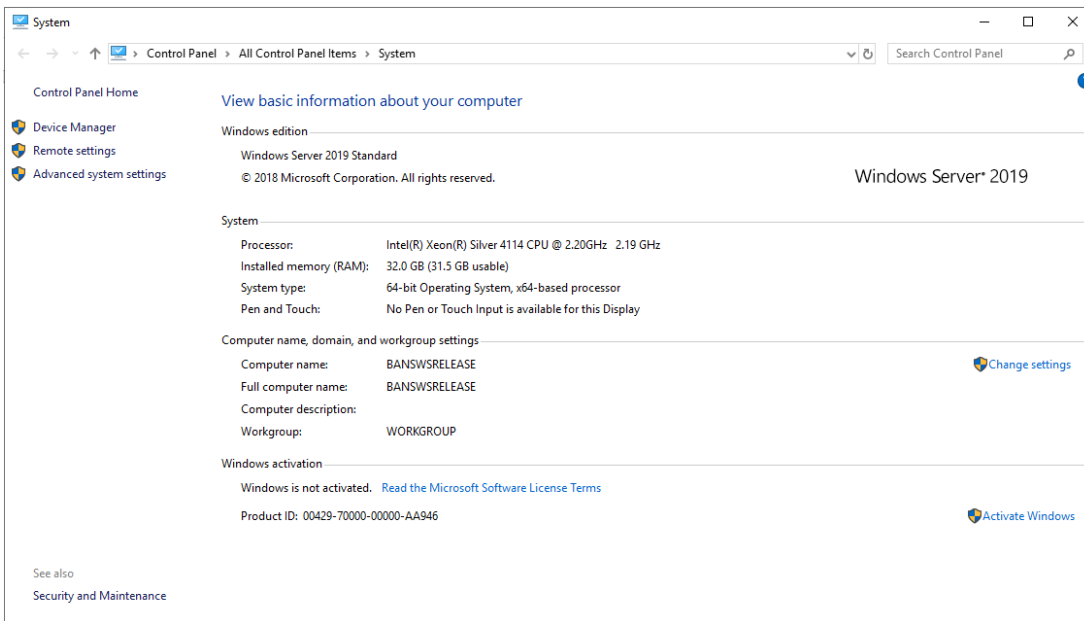 System
Control Panel > All Control Panel Items > System
Search Control Panel
Control Panel Home
Device Manager
Remote settings
Advanced system settings
View basic information about your computer
Windows edition
Windows Server 2019 Standard
© 2018 Microsoft Corporation. All rights reserved.
Windows Server® 2019
System
Processor: Intel(R) Xeon(R) Silver 4114 CPU @ 2.20GHz 2.19 GHz
Installed memory (RAM): 32.0 GB (31.5 GB usable)
System type: 64-bit Operating System, x64-based processor
Pen and Touch: No Pen or Touch Input is available for this Display
Computer name, domain, and workgroup settings
Computer name: BANSWSRELEASE
Change settings
Full computer name: BANSWSRELEASE
Computer description:
Workgroup: WORKGROUP
Windows activation
Windows is not activated. Read the Microsoft Software License Terms
Product ID: 00429-70000-00000-AA946
Activate Windows
See also
Security and Maintenance